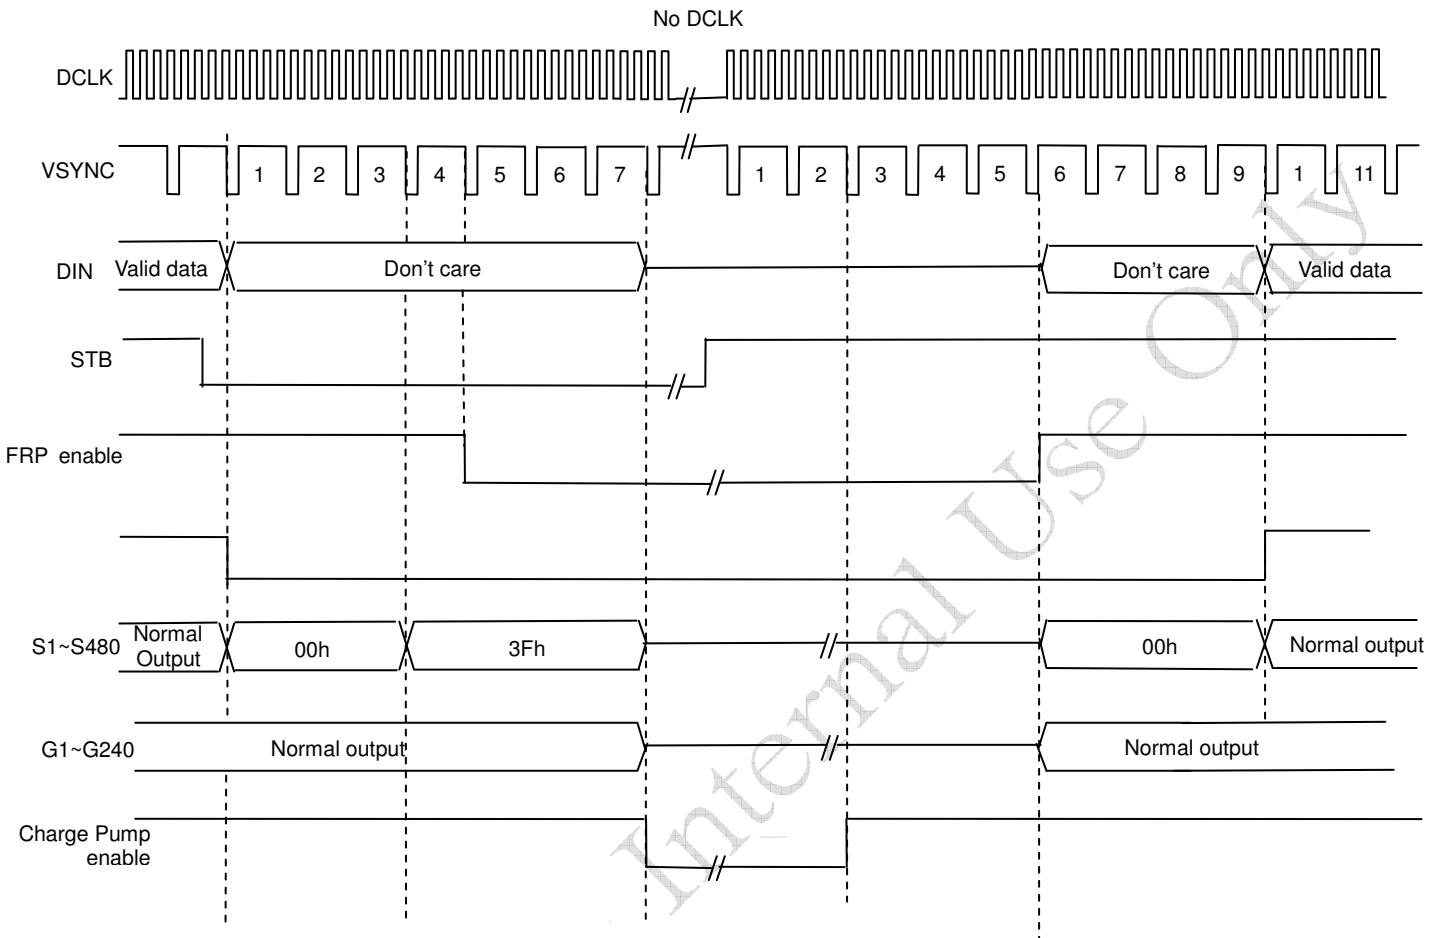 No DCLK
DCLK
VSYNC
1 2 3 4 5 6 7 1 2 3 4 5 6 7 8 9 1 11
DIN
Valid data
Don't care
Don't care
Valid data
STB
FRP enable
S1~S480
Normal
Output
00h
3Fh
00h
Normal output
G1~G240
Normal output
Normal output
Charge Pump
enable
Internal Use Only